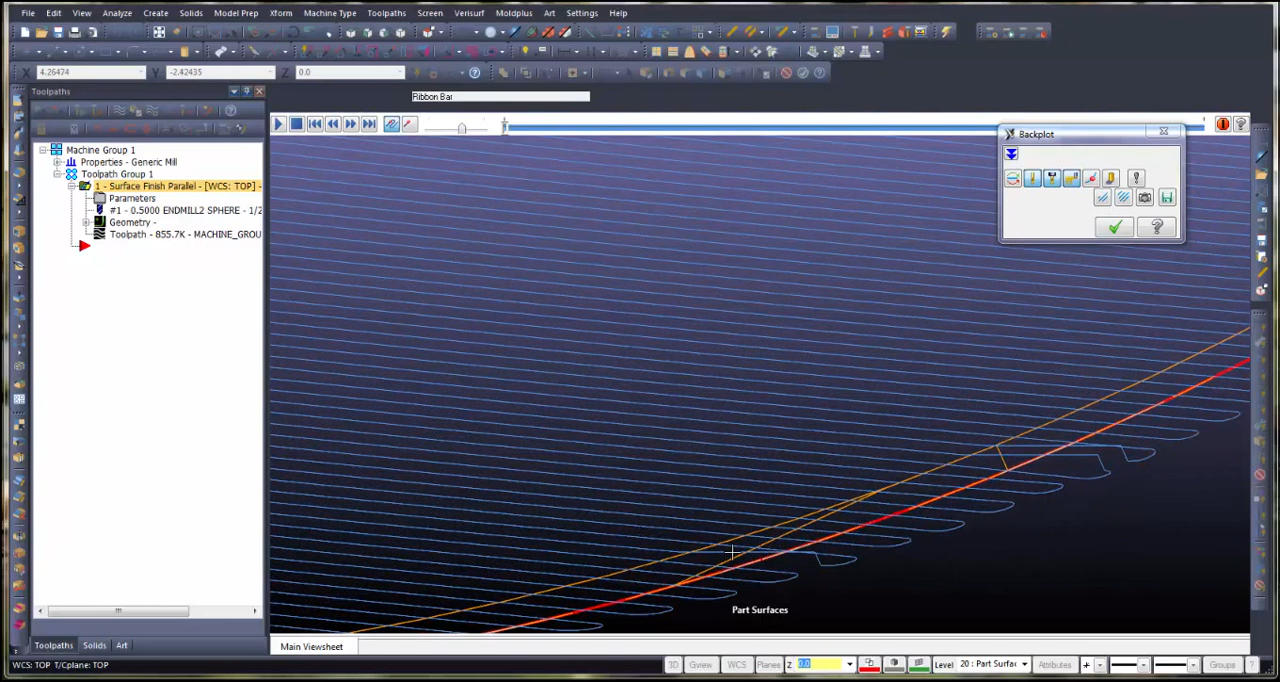 File Edit View Analyze Create Solids Model Prep Xform Machine Type Toolpaths Screen Verisurf Moldplus Art Settings Help
X 4.26474 Y -2.42435 Z 0.0
Toolpaths
Ribbon Bar
Machine Group 1
Properties - Generic Mill
Toolpath Group 1
1 - Surface Finish Parallel - [WCS: TOP] -
Parameters
#1 - 0.5000 ENDMILL2 SPHERE - 1/2
Geometry -
Toolpath - 855.7K - MACHINE_GROU
Backplot
Part Surfaces
Toolpaths Solids Art
Main Viewsheet
WCS: TOP T/Cplane: TOP
3D Gview WCS Planes Z 0.0 Level 20 : Part Surfac Attributes Groups ?